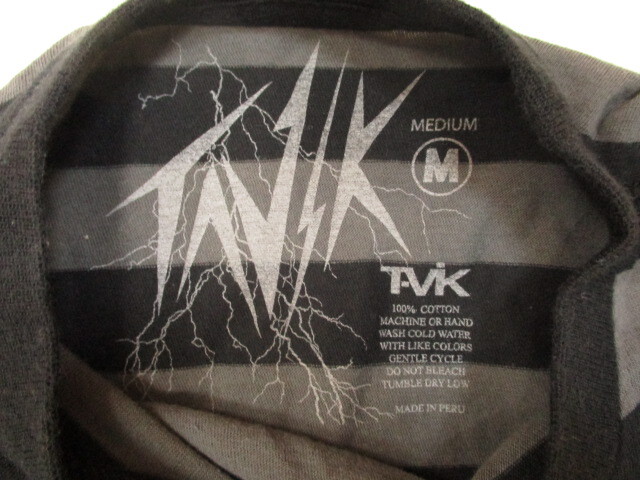 TAVIK
MEDIUM
M
T-VIK
100% COTTON
MACHINE OR HAND
WASH COLD WATER
WITH LIKE COLORS
GENTLE CYCLE
DO NOT BLEACH
TUMBLE DRY LOW
MADE IN PERU